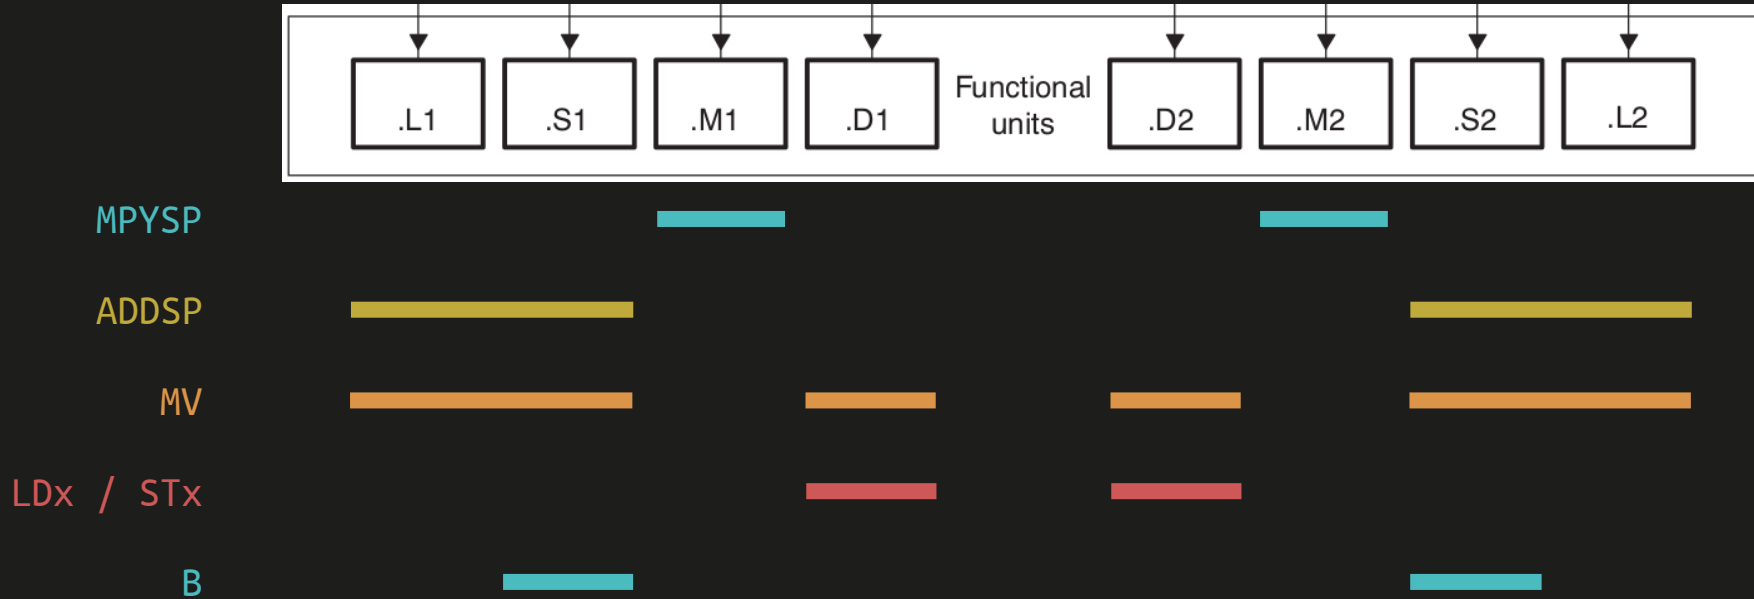 .L1 .S1 .M1 .D1 Functional units .D2 .M2 .S2 .L2
MPYSP
ADDSP
MV
LDx / STx
B